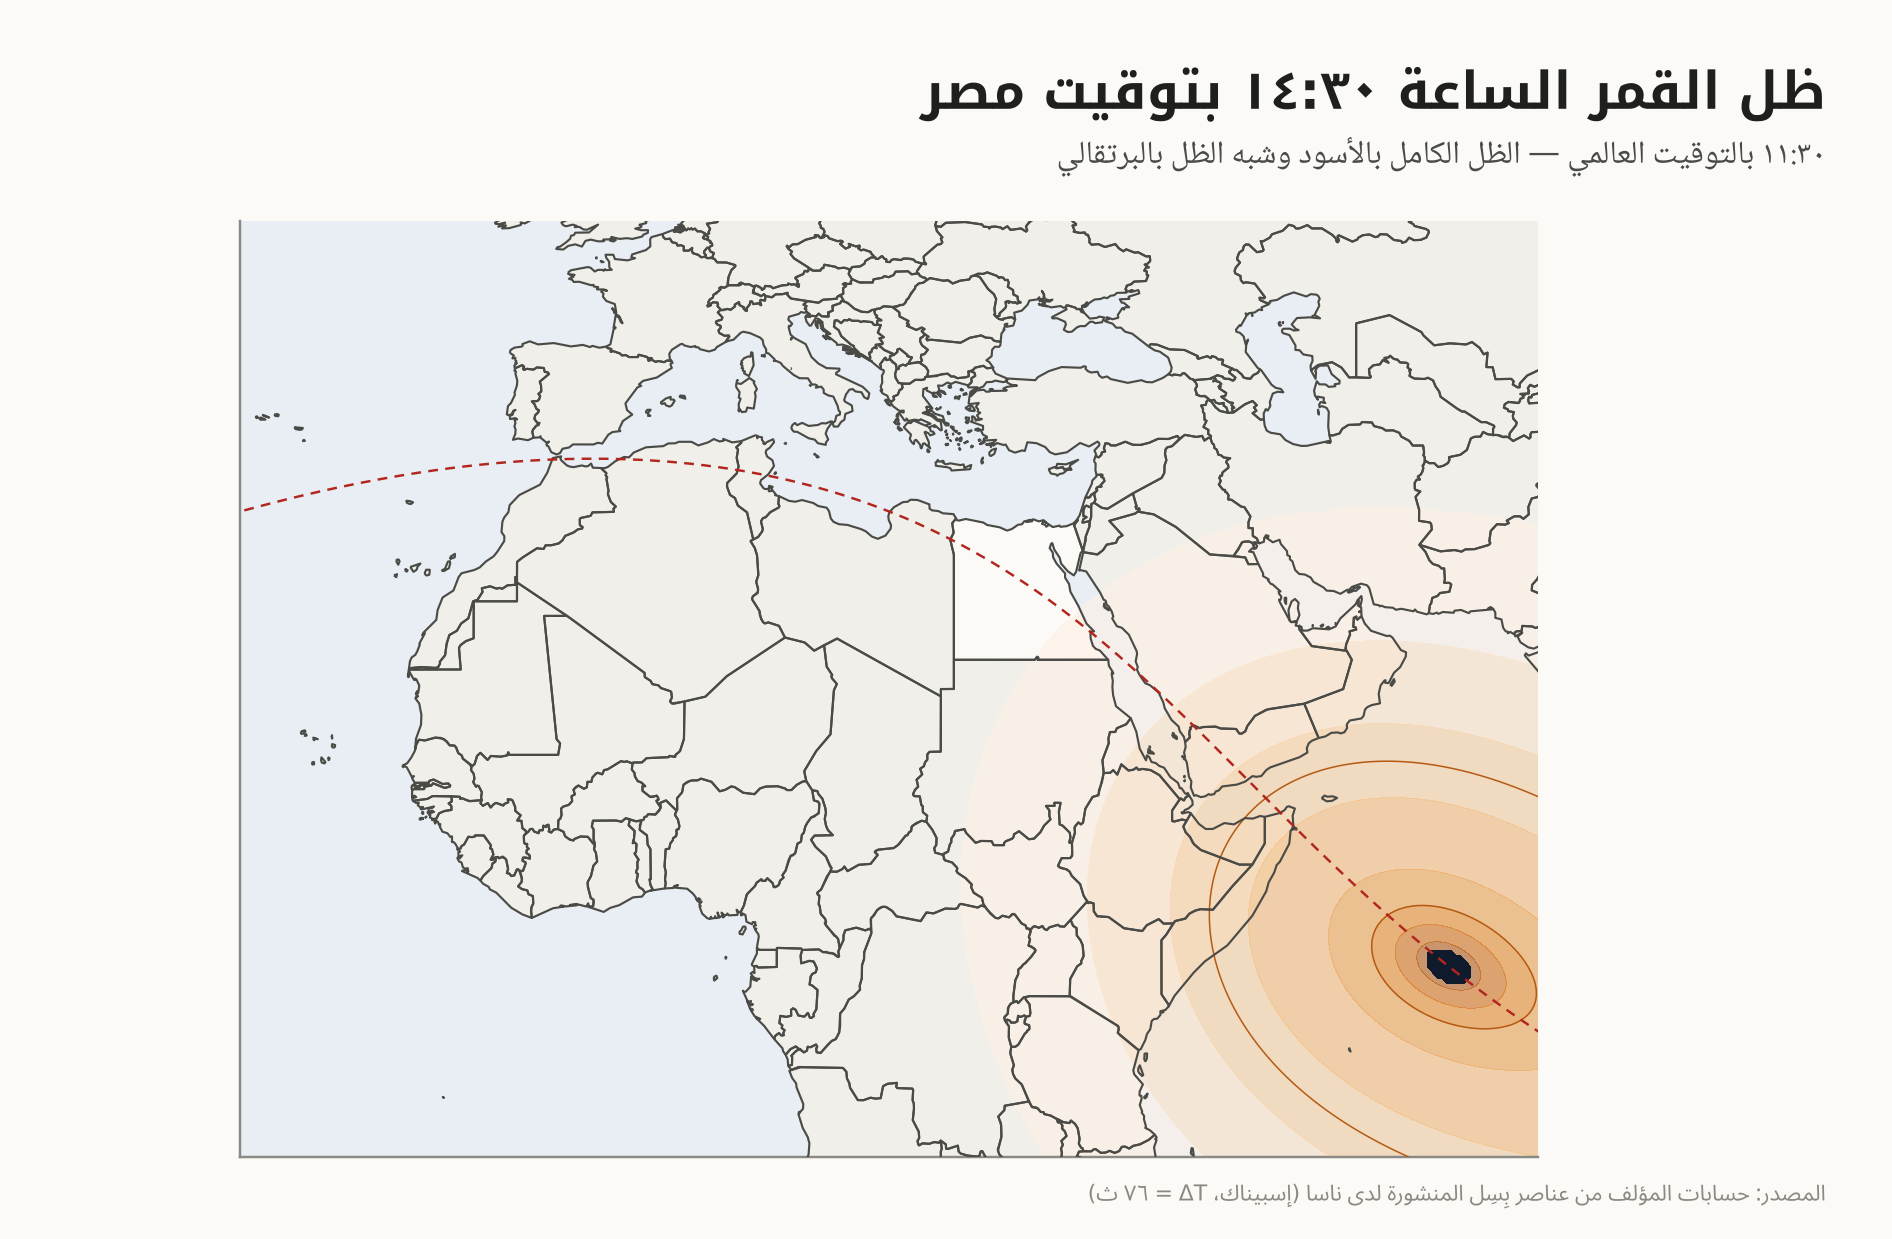 ظل القمر الساعة ١٤:٣٠ بتوقيت مصر
١١:٣٠ بالتوقيت العالمي — الظل الكامل بالأسود وشبه الظل بالبرتقالي
المصدر: حسابات المؤلف من عناصر بِسِل المنشورة لدى ناسا (إسبيناك، ΔT = ٧٦ ث)